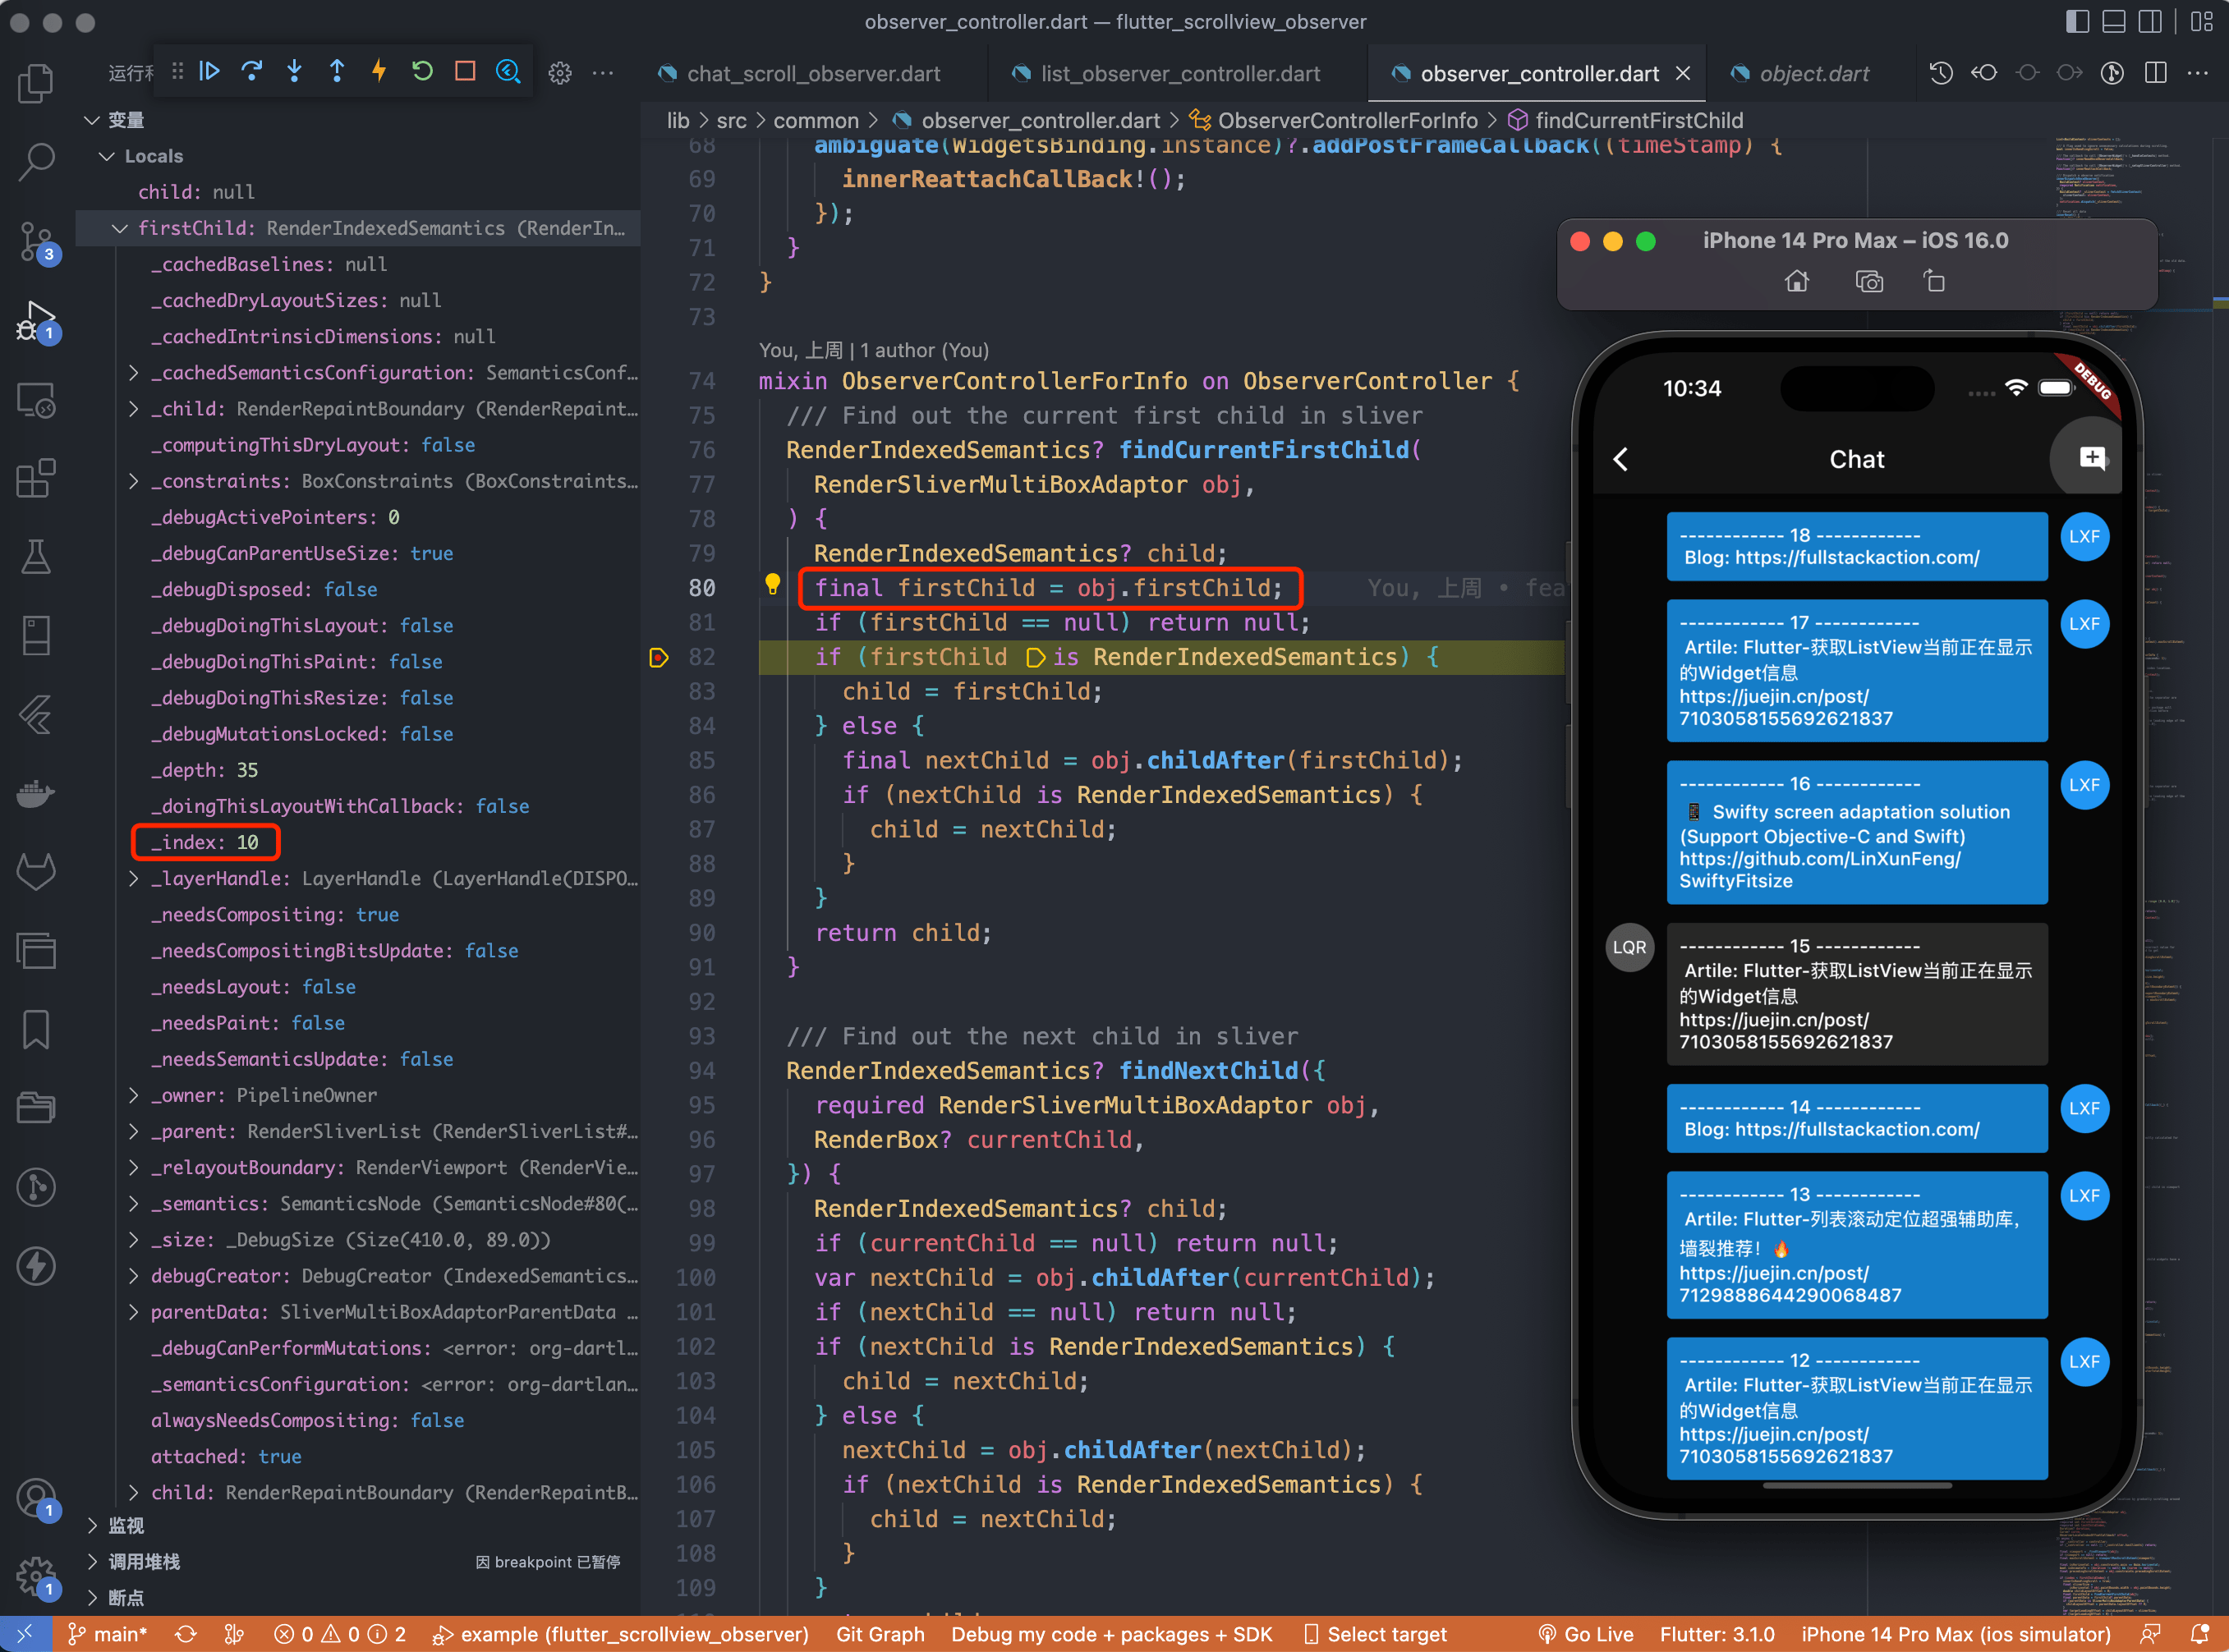 observer_controller.dart — flutter_scrollview_observer
运行和
chat_scroll_observer.dart
list_observer_controller.dart
observer_controller.dart
object.dart
lib > src > common > observer_controller.dart > ObserverControllerForInfo > findCurrentFirstChild
变量
Locals
child: null
firstChild: RenderIndexedSemantics (RenderIn…
_cachedBaselines: null
_cachedDryLayoutSizes: null
_cachedIntrinsicDimensions: null
_cachedSemanticsConfiguration: SemanticsConf…
_child: RenderRepaintBoundary (RenderRepaint…
_computingThisDryLayout: false
_constraints: BoxConstraints (BoxConstraints…
_debugActivePointers: 0
_debugCanParentUseSize: true
_debugDisposed: false
_debugDoingThisLayout: false
_debugDoingThisPaint: false
_debugDoingThisResize: false
_debugMutationsLocked: false
_depth: 35
_doingThisLayoutWithCallback: false
_index: 10
_layerHandle: LayerHandle (LayerHandle(DISPO…
_needsCompositing: true
_needsCompositingBitsUpdate: false
_needsLayout: false
_needsPaint: false
_needsSemanticsUpdate: false
_owner: PipelineOwner
_parent: RenderSliverList (RenderSliverList#…
_relayoutBoundary: RenderViewport (RenderVie…
_semantics: SemanticsNode (SemanticsNode#80(…
_size: _DebugSize (Size(410.0, 89.0))
debugCreator: DebugCreator (IndexedSemantics…
parentData: SliverMultiBoxAdaptorParentData …
_debugCanPerformMutations: <error: org-dartl…
_semanticsConfiguration: <error: org-dartlan…
alwaysNeedsCompositing: false
attached: true
child: RenderRepaintBoundary (RenderRepaintB…
监视
调用堆栈 因 breakpoint 已暂停
断点
3
1
1
1
68 ambiguate(WidgetsBinding.instance)?.addPostFrameCallback((timeStamp) {
69 innerReattachCallBack!();
70 });
71 }
72 }
73
You, 上周 | 1 author (You)
74 mixin ObserverControllerForInfo on ObserverController {
75 /// Find out the current first child in sliver
76 RenderIndexedSemantics? findCurrentFirstChild(
77 RenderSliverMultiBoxAdaptor obj,
78 ) {
79 RenderIndexedSemantics? child;
80 final firstChild = obj.firstChild; You, 上周 • fea
81 if (firstChild == null) return null;
82 if (firstChild is RenderIndexedSemantics) {
83 child = firstChild;
84 } else {
85 final nextChild = obj.childAfter(firstChild);
86 if (nextChild is RenderIndexedSemantics) {
87 child = nextChild;
88 }
89 }
90 return child;
91 }
92
93 /// Find out the next child in sliver
94 RenderIndexedSemantics? findNextChild({
95 required RenderSliverMultiBoxAdaptor obj,
96 RenderBox? currentChild,
97 }) {
98 RenderIndexedSemantics? child;
99 if (currentChild == null) return null;
100 var nextChild = obj.childAfter(currentChild);
101 if (nextChild == null) return null;
102 if (nextChild is RenderIndexedSemantics) {
103 child = nextChild;
104 } else {
105 nextChild = obj.childAfter(nextChild);
106 if (nextChild is RenderIndexedSemantics) {
107 child = nextChild;
108 }
109 }
iPhone 14 Pro Max – iOS 16.0
10:34
DEBUG
Chat
------------ 18 ------------
Blog: https://fullstackaction.com/
LXF
------------ 17 ------------
Artile: Flutter-获取ListView当前正在显示
的Widget信息
https://juejin.cn/post/
7103058155692621837
LXF
------------ 16 ------------
📱 Swifty screen adaptation solution
(Support Objective-C and Swift)
https://github.com/LinXunFeng/
SwiftyFitsize
LXF
LQR
------------ 15 ------------
Artile: Flutter-获取ListView当前正在显示
的Widget信息
https://juejin.cn/post/
7103058155692621837
------------ 14 ------------
Blog: https://fullstackaction.com/
LXF
------------ 13 ------------
Artile: Flutter-列表滚动定位超强辅助库，
墙裂推荐！🔥
https://juejin.cn/post/
7129888644290068487
LXF
------------ 12 ------------
Artile: Flutter-获取ListView当前正在显示
的Widget信息
https://juejin.cn/post/
7103058155692621837
LXF
main* 0 0 2 example (flutter_scrollview_observer) Git Graph Debug my code + packages + SDK Select target Go Live Flutter: 3.1.0 iPhone 14 Pro Max (ios simulator)